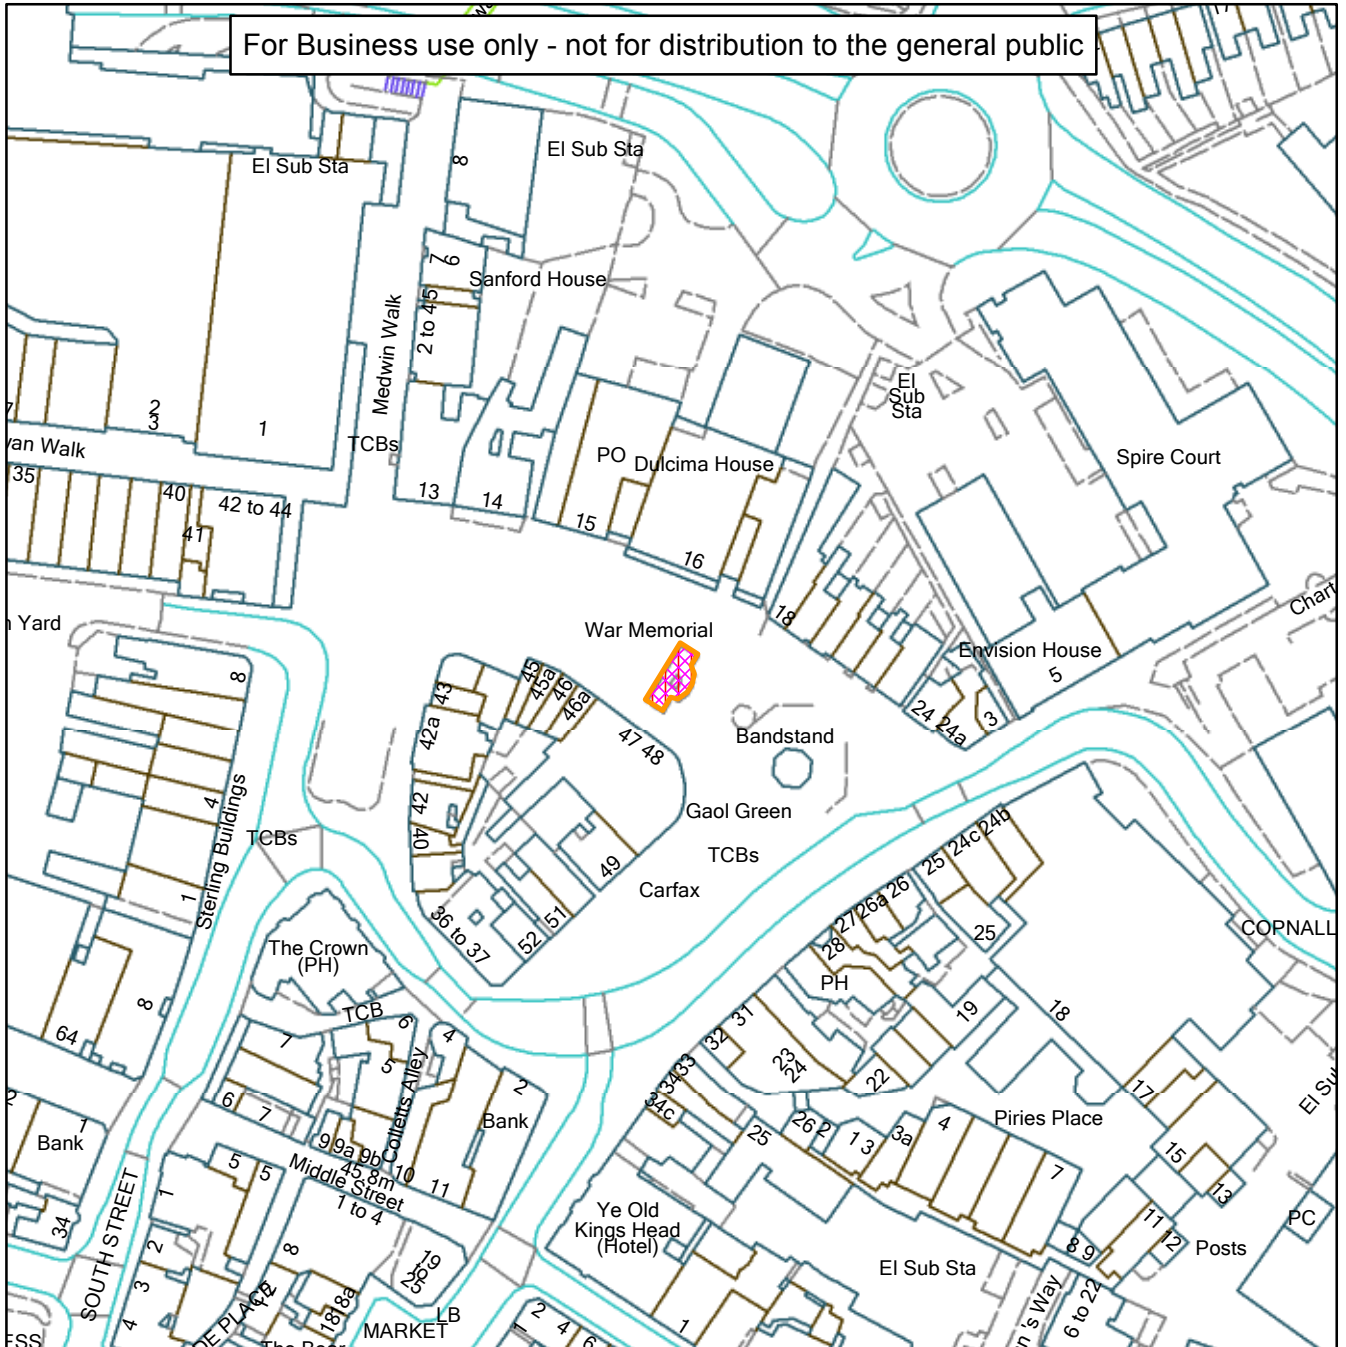 For Business use only - not for distribution to the general public
El Sub Sta
8
El Sub Sta
7
6
Sanford House
2 to 45
Medwin Walk
El
Sub
Sta
2
3
1
TCBs
PO
Dulcima House
Spire Court
35
40
42 to 44
41
13
14
15
16
18
War Memorial
Envision House
5
8
43
45
45a
46
46a
42a
47 48
24
24a
3
Bandstand
42
40
4
Sterling Buildings
TCBs
Gaol Green
TCBs
Carfax
49
1
36 to 37
52
51
25
24c
24b
26
26a
27
28
25
COPNALL
The Crown
(PH)
PH
19
18
TCB
8
64
7
6
5
4
2
Colletts Alley
31
32
33
34
34c
23
24
22
17
6
7
Bank
1
Bank
9
9a
9b
10
11
45.8m
Middle Street
1 to 4
5
5
25
26
2
1
3
3a
4
Piries Place
7
15
13
11
12
PC
Posts
8
9
34
SOUTH STREET
1
2
3
4
8
Ye Old
Kings Head
(Hotel)
El Sub Sta
19
to
25
18
18a
LB
MARKET
1
2
4
6
1
6 to 22